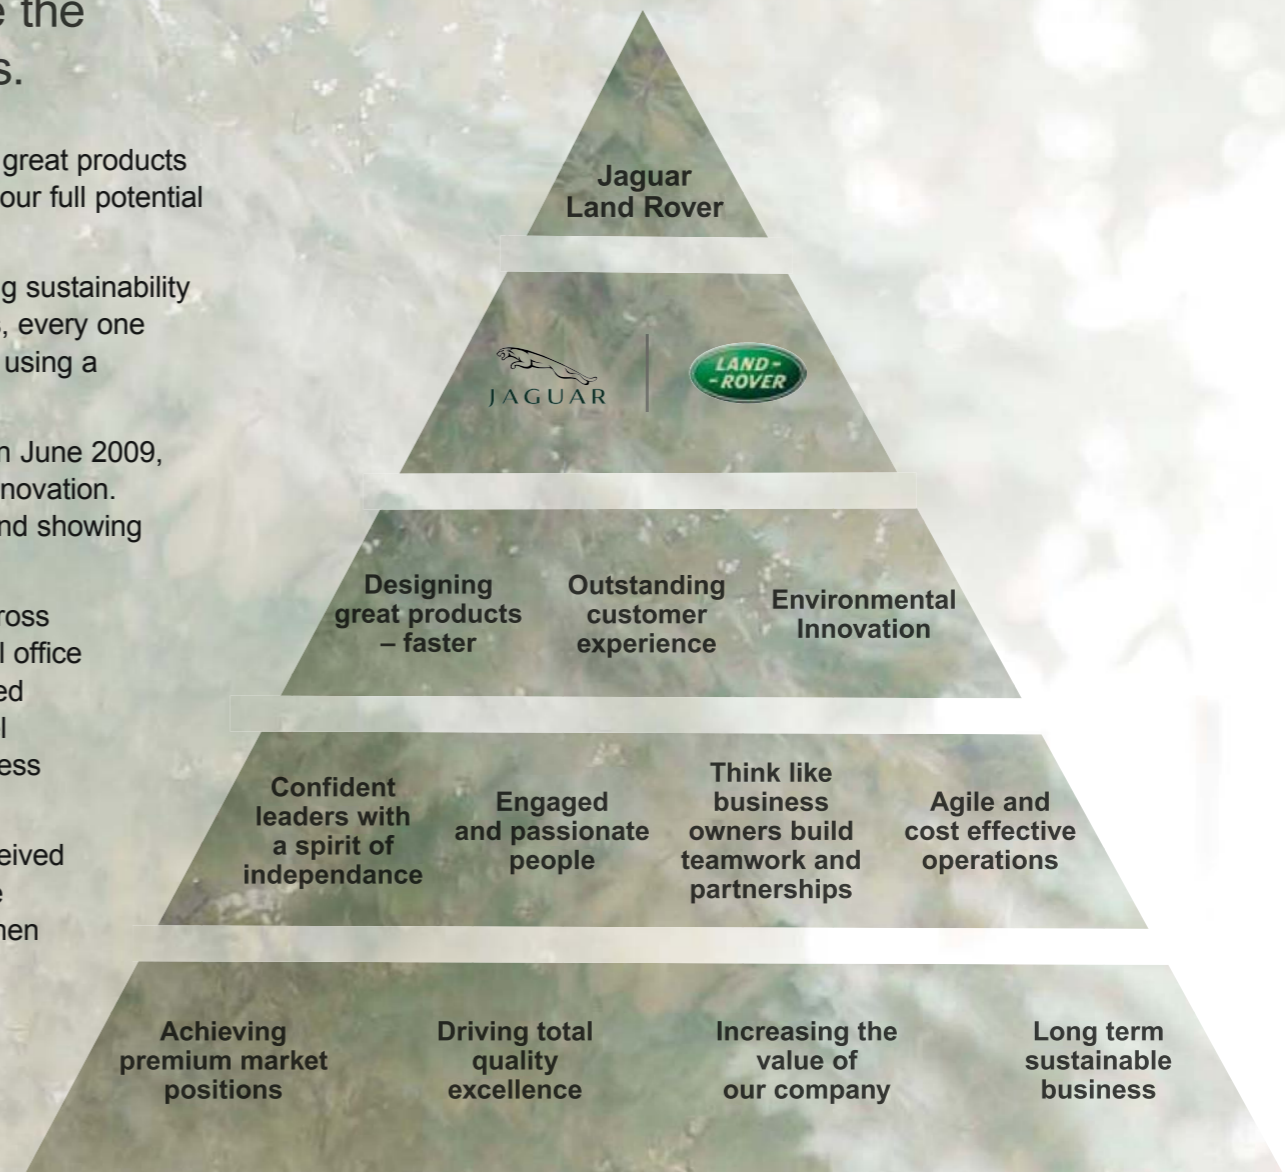 e the
s.
great products
our full potential
g sustainability
, every one
using a
n June 2009,
nnovation.
nd showing
ross
l office
ed
l
ess
ceived
e
hen
Jaguar
Land Rover
JAGUAR
LAND-
-ROVER
Designing
great products
– faster
Outstanding
customer
experience
Environmental
Innovation
Confident
leaders with
a spirit of
independance
Engaged
and passionate
people
Think like
business
owners build
teamwork and
partnerships
Agile and
cost effective
operations
Achieving
premium market
positions
Driving total
quality
excellence
Increasing the
value of
our company
Long term
sustainable
business